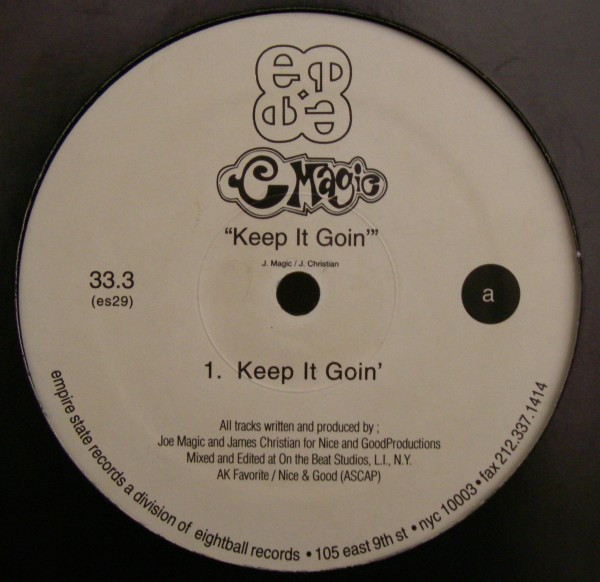 C Magic
“Keep It Goin’”
J. Magic / J. Christian
33.3
(es29)
a
1. Keep It Goin’
All tracks written and produced by ;
Joe Magic and James Christian for Nice and GoodProductions
Mixed and Edited at On the Beat Studios, L.I., N.Y.
AK Favorite / Nice & Good (ASCAP)
empire state records a division of eightball records • 105 east 9th st • nyc 10003 • fax 212.337.1414